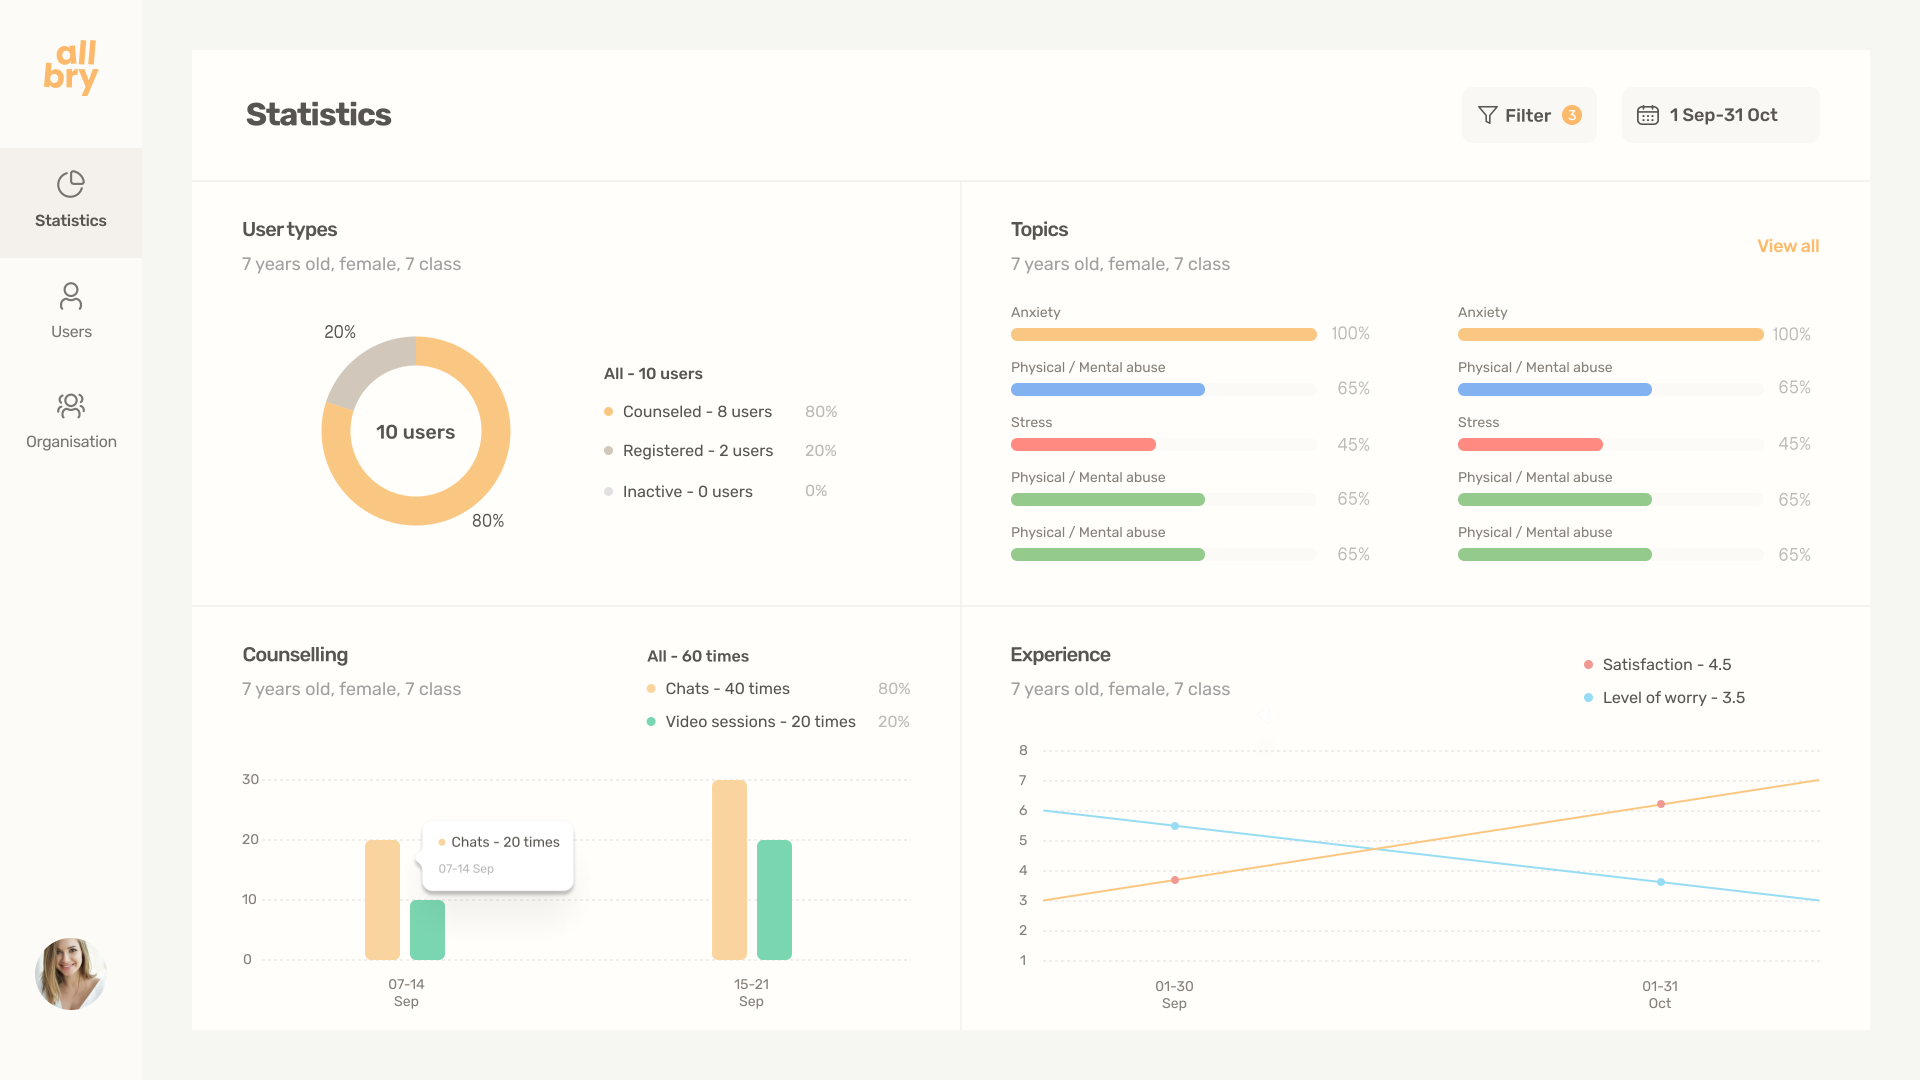 all
bry
Statistics
Users
Organisation
Statistics
Filter 3
1 Sep-31 Oct
User types
7 years old, female, 7 class
20%
10 users
80%
All - 10 users
Counseled - 8 users 80%
Registered - 2 users 20%
Inactive - 0 users 0%
Topics
7 years old, female, 7 class
View all
Anxiety
100%
Physical / Mental abuse
65%
Stress
45%
Physical / Mental abuse
65%
Physical / Mental abuse
65%
Anxiety
100%
Physical / Mental abuse
65%
Stress
45%
Physical / Mental abuse
65%
Physical / Mental abuse
65%
Counselling
7 years old, female, 7 class
All - 60 times
Chats - 40 times 80%
Video sessions - 20 times 20%
30
20
10
0
Chats - 20 times
07-14 Sep
07-14
Sep
15-21
Sep
Experience
7 years old, female, 7 class
Satisfaction - 4.5
Level of worry - 3.5
8
7
6
5
4
3
2
1
01-30
Sep
01-31
Oct